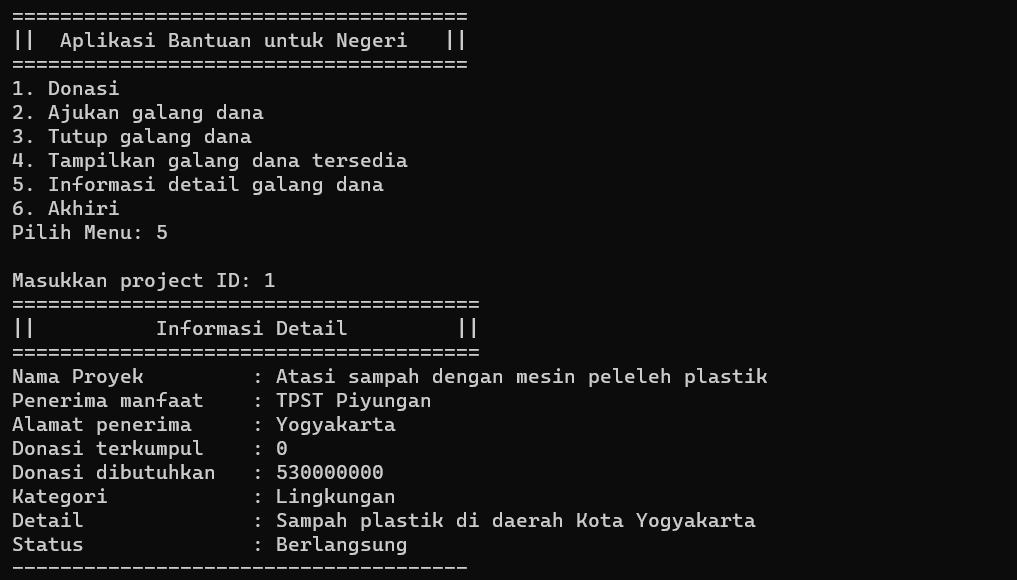 ======================================
||  Aplikasi Bantuan untuk Negeri   ||
======================================
1. Donasi
2. Ajukan galang dana
3. Tutup galang dana
4. Tampilkan galang dana tersedia
5. Informasi detail galang dana
6. Akhiri
Pilih Menu: 5

Masukkan project ID: 1
=======================================
||          Informasi Detail         ||
=======================================
Nama Proyek         : Atasi sampah dengan mesin peleleh plastik
Penerima manfaat    : TPST Piyungan
Alamat penerima     : Yogyakarta
Donasi terkumpul    : 0
Donasi dibutuhkan   : 530000000
Kategori            : Lingkungan
Detail              : Sampah plastik di daerah Kota Yogyakarta
Status              : Berlangsung
--------------------------------------